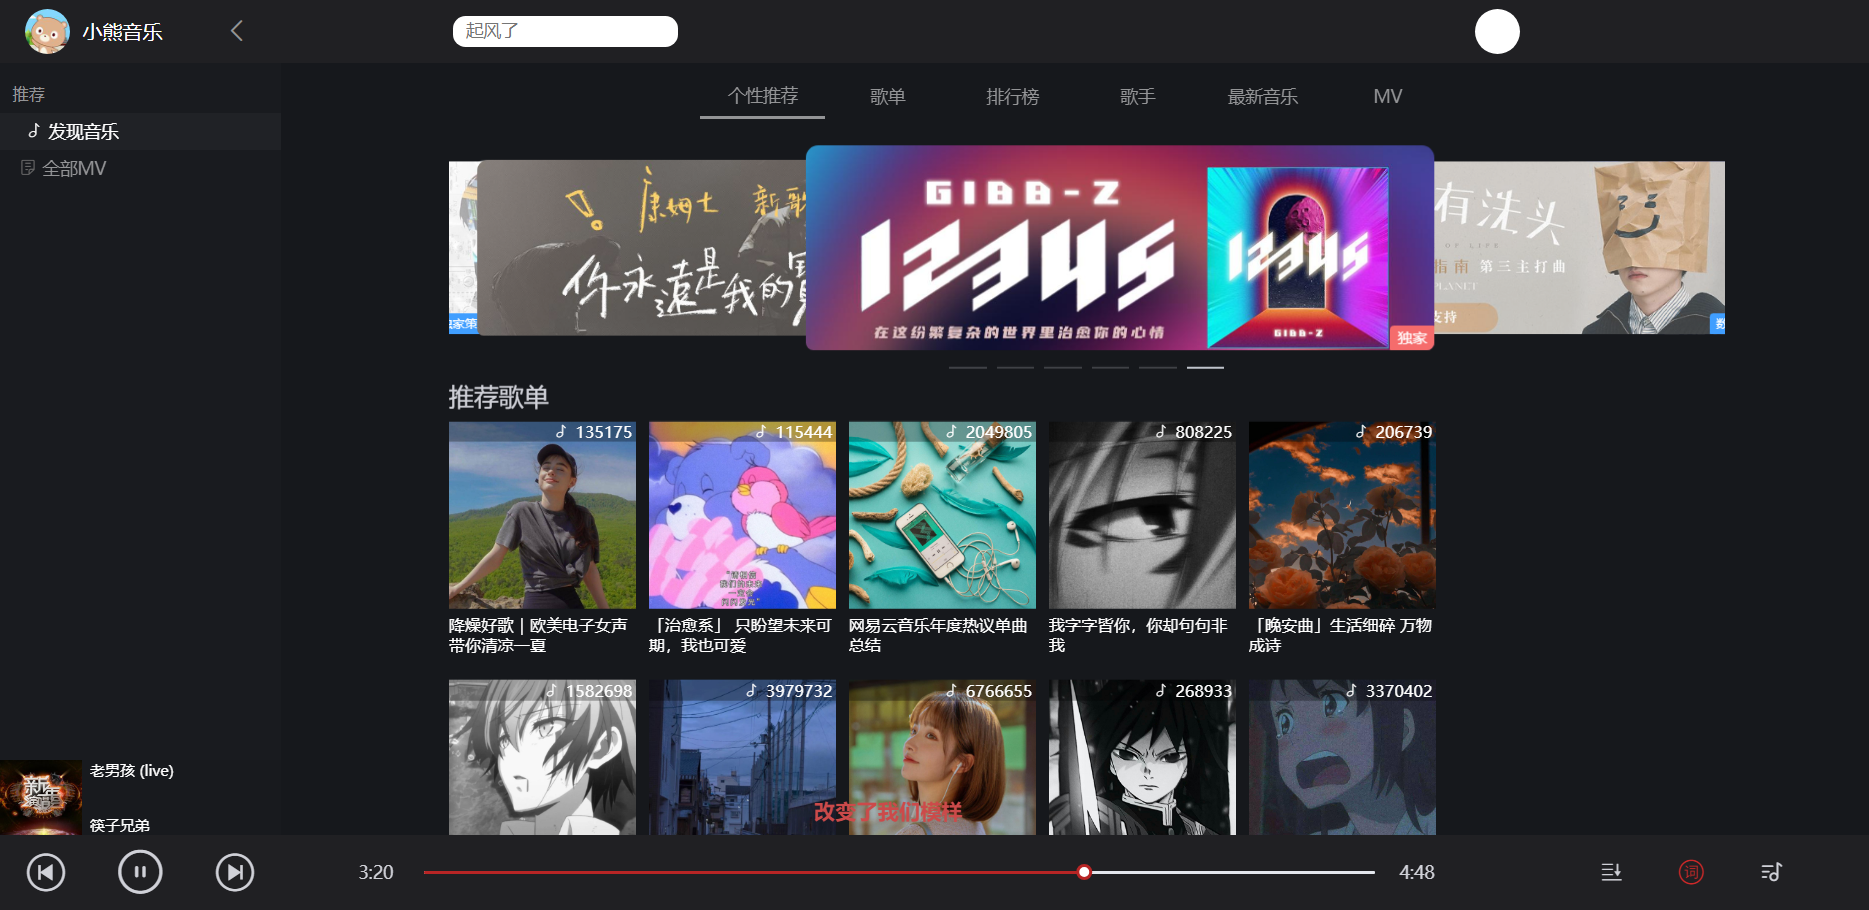 小熊音乐
起风了
推荐
发现音乐
全部MV
个性推荐
歌单
排行榜
歌手
最新音乐
MV
康姆士 新歌
你永遠是我的
独家策
GIBB-Z
12345
在这纷繁复杂的世界里治愈你的心情
12345
GIBB-Z
独家
有洗头
OF LIFE
指南 第三主打曲
PLANET
支持
数
推荐歌单
135175
115444
2049805
808225
206739
降燥好歌 | 欧美电子女声
带你清凉一夏
「治愈系」 只盼望未来可
期，我也可爱
网易云音乐年度热议单曲
总结
我字字皆你，你却句句非
我
「晚安曲」生活细碎 万物
成诗
1582698
3979732
6766655
268933
3370402
改变了我们模样
老男孩 (live)
筷子兄弟
3:20
4:48
词